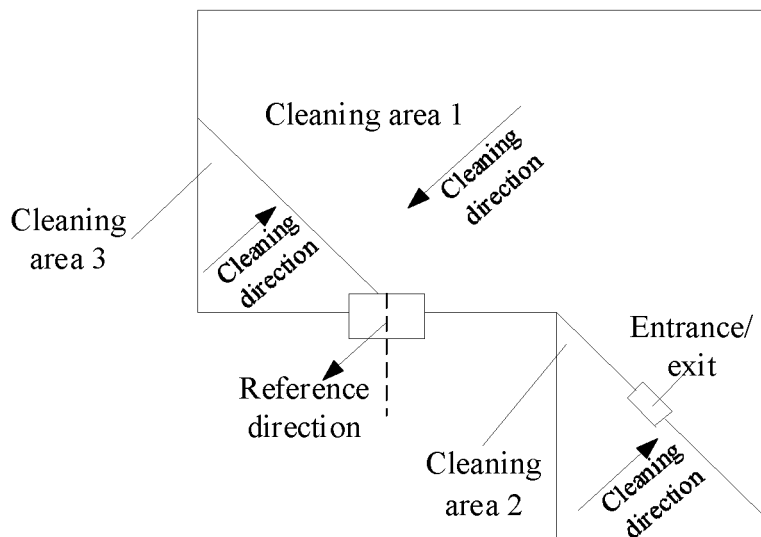 Cleaning area 1
Cleaning
direction
Cleaning
area 3
Cleaning
direction
Entrance/
exit
Reference
direction
Cleaning
area 2
Cleaning
direction